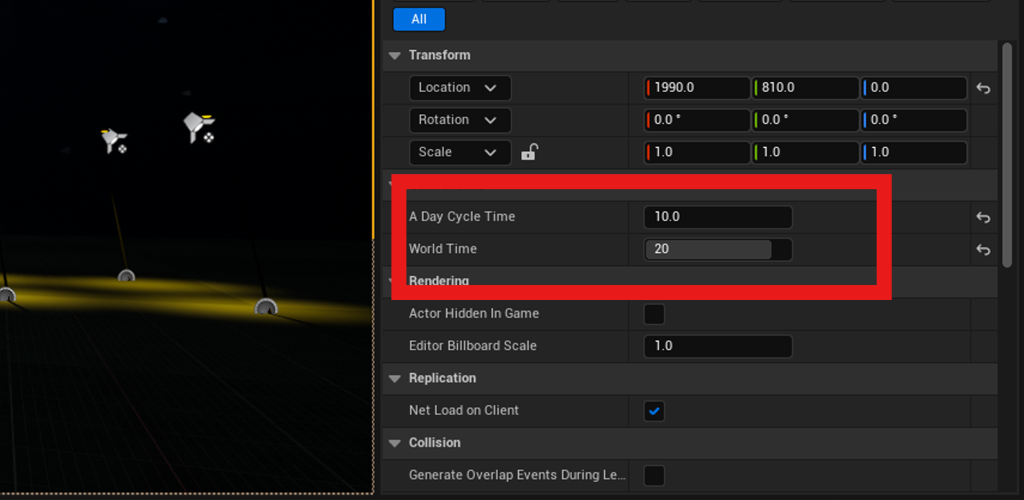 All
Transform
Location 1990.0 810.0 0.0
Rotation 0.0 ° 0.0 ° 0.0 °
Scale 1.0 1.0 1.0
A Day Cycle Time 10.0
World Time 20
Rendering
Actor Hidden In Game
Editor Billboard Scale 1.0
Replication
Net Load on Client
Collision
Generate Overlap Events During Le...